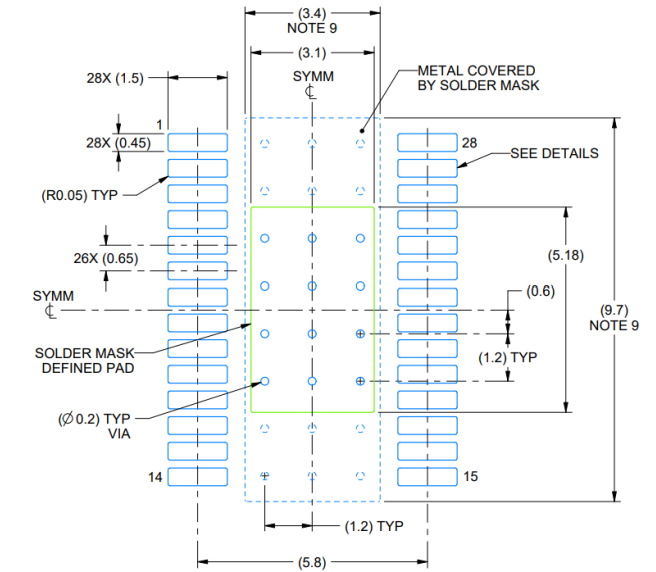 (3.4)
NOTE 9
(3.1)
SYMM
℄
METAL COVERED
BY SOLDER MASK
28X (1.5)
1
28X (0.45)
28
SEE DETAILS
(R0.05) TYP
26X (0.65)
(5.18)
(0.6)
SYMM
℄
(9.7)
NOTE 9
SOLDER MASK
DEFINED PAD
(1.2) TYP
(Ø 0.2) TYP
VIA
14
15
(1.2) TYP
(5.8)